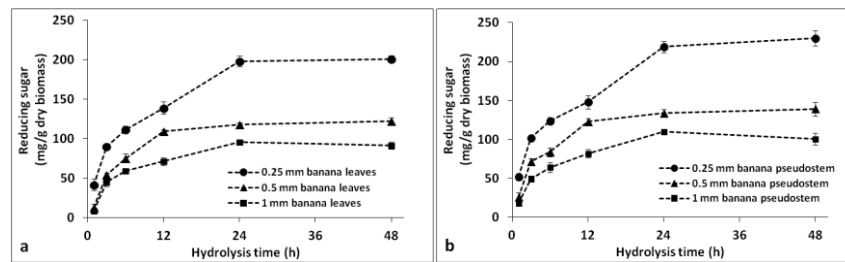 Reducing sugar
(mg/g dry biomass)
250
200
150
100
50
0
0
12
24
36
48
Hydrolysis time (h)
0.25 mm banana leaves
0.5 mm banana leaves
1 mm banana leaves
a
Reducing sugar
(mg/g dry biomass)
250
200
150
100
50
0
0
12
24
36
48
Hydrolysis time (h)
0.25 mm banana pseudostem
0.5 mm banana pseudostem
1 mm banana pseudostem
b